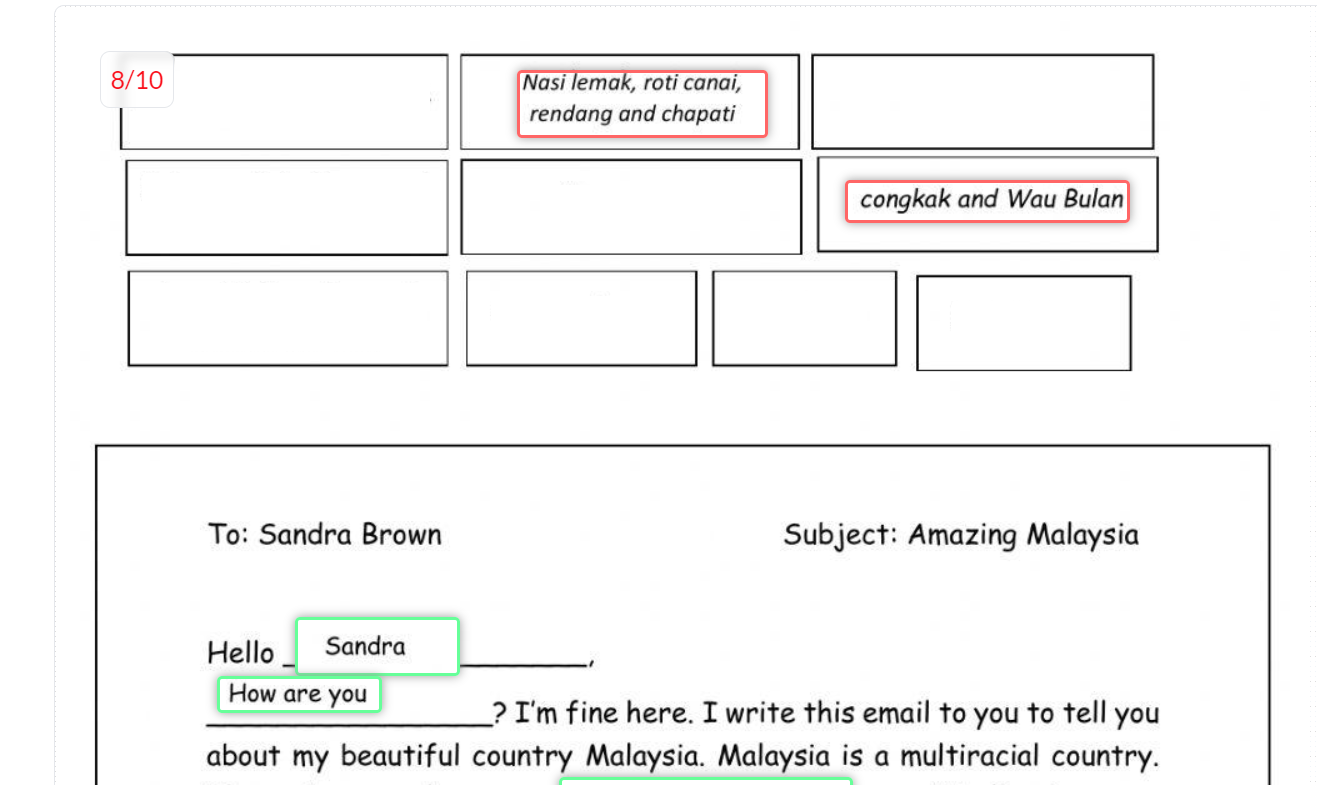 8/10
Nasi lemak, roti canai,
rendang and chapati
congkak and Wau Bulan
To: Sandra Brown
Subject: Amazing Malaysia
Hello _ Sandra ________,
How are you
__________________? I'm fine here. I write this email to you to tell you
about my beautiful country Malaysia. Malaysia is a multiracial country.